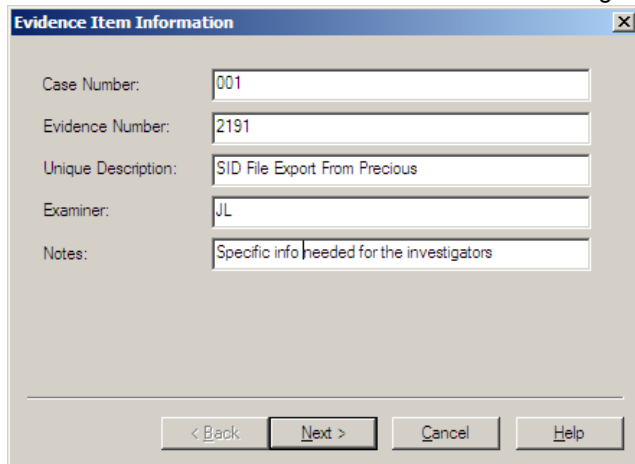 Evidence Item Information
Case Number: 001
Evidence Number: 2191
Unique Description: SID File Export From Precious
Examiner: JL
Notes: Specific info needed for the investigators
< Back Next > Cancel Help